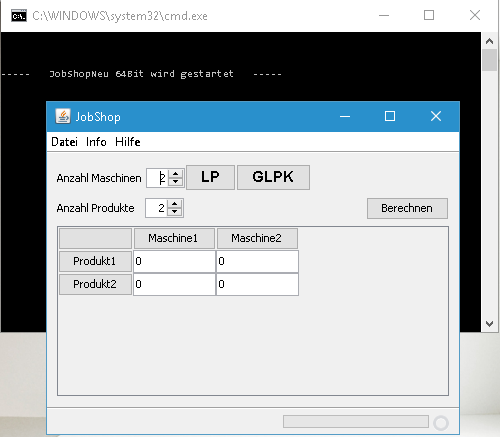 C:\WINDOWS\system32\cmd.exe
----- JobShopNeu 64Bit wird gestartet -----
JobShop
Datei Info Hilfe
Anzahl Maschinen 2 LP GLPK
Anzahl Produkte 2 Berechnen
Maschine1 Maschine2
Produkt1 0 0
Produkt2 0 0